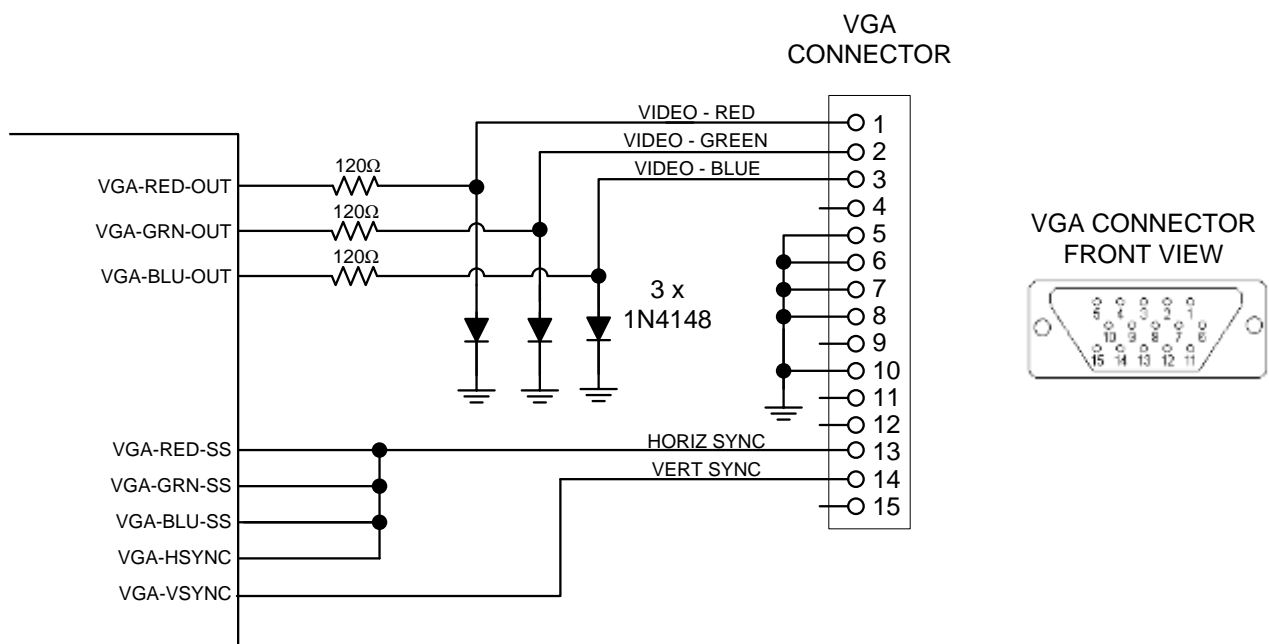 VGA
CONNECTOR
VIDEO - RED
VIDEO - GREEN
VIDEO - BLUE
1
2
3
4
5
6
7
8
9
10
11
12
13
14
15
VGA-RED-OUT
VGA-GRN-OUT
VGA-BLU-OUT
120Ω
120Ω
120Ω
3 x
1N4148
VGA-RED-SS
VGA-GRN-SS
VGA-BLU-SS
VGA-HSYNC
VGA-VSYNC
HORIZ SYNC
VERT SYNC
VGA CONNECTOR
FRONT VIEW
5 4 3 2 1
10 9 8 7 6
15 14 13 12 11